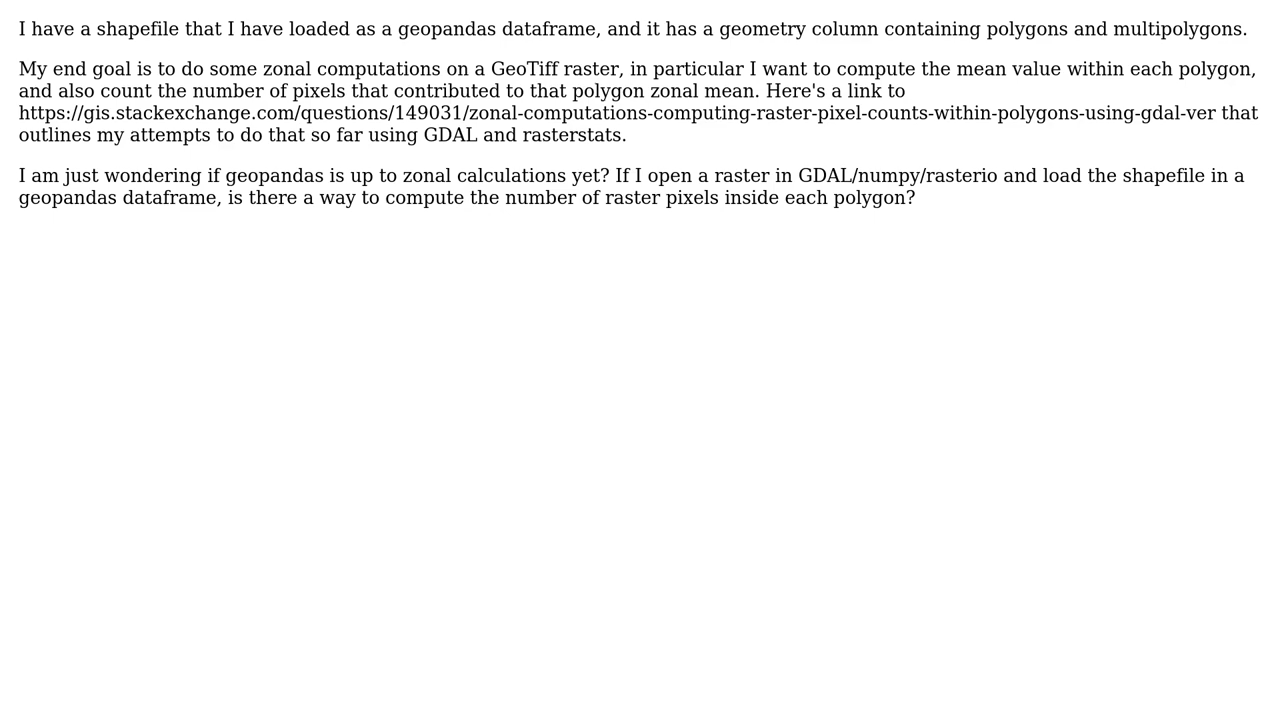 I have a shapefile that I have loaded as a geopandas dataframe, and it has a geometry column containing polygons and multipolygons.
My end goal is to do some zonal computations on a GeoTiff raster, in particular I want to compute the mean value within each polygon,
and also count the number of pixels that contributed to that polygon zonal mean. Here's a link to
https://gis.stackexchange.com/questions/149031/zonal-computations-computing-raster-pixel-counts-within-polygons-using-gdal-ver that
outlines my attempts to do that so far using GDAL and rasterstats.
I am just wondering if geopandas is up to zonal calculations yet? If I open a raster in GDAL/numpy/rasterio and load the shapefile in a
geopandas dataframe, is there a way to compute the number of raster pixels inside each polygon?